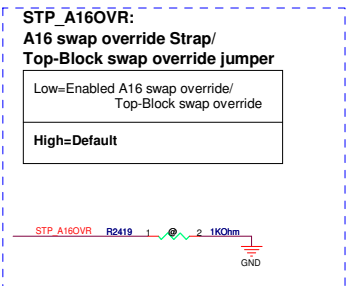 STP_A16OVR:
A16 swap override Strap/
Top-Block swap override jumper
Low=Enabled A16 swap override/
Top-Block swap override
High=Default
STP_A16OVR R2419 1 @ 2 1KOhm
GND